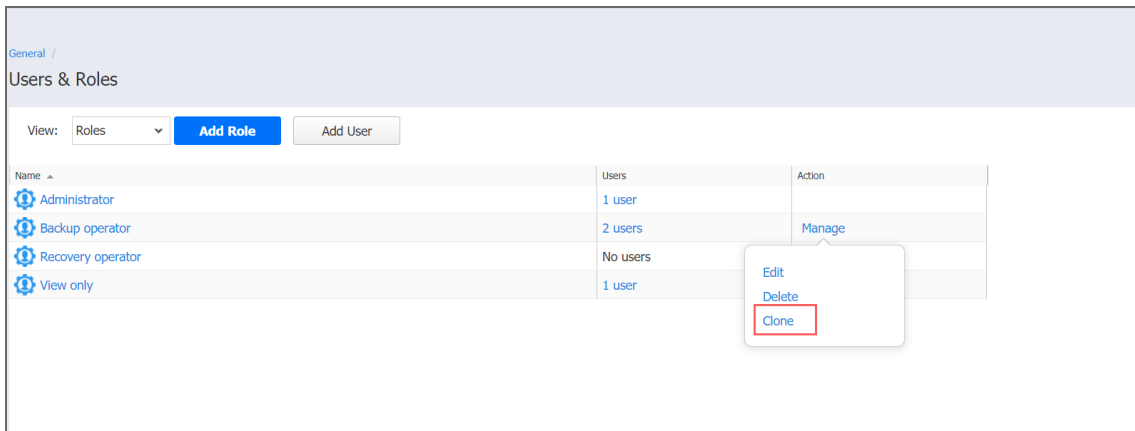 General /
Users & Roles
View: Roles Add Role Add User
Name Users Action
Administrator 1 user
Backup operator 2 users Manage
Recovery operator No users
View only 1 user
Edit
Delete
Clone